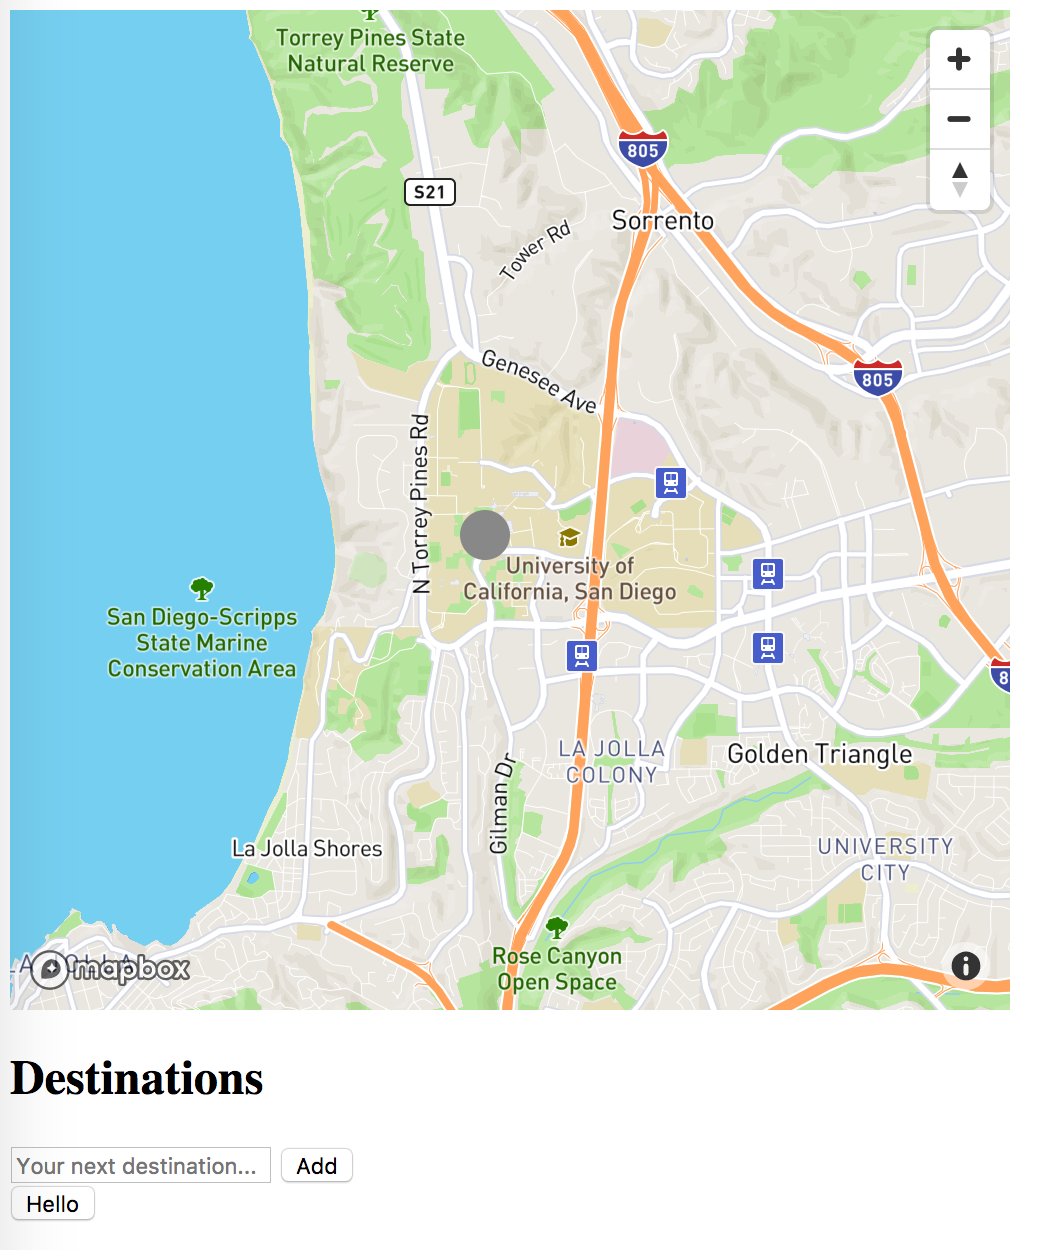 Torrey Pines State
Natural Reserve
805
S21
Sorrento
Tower Rd
Genesee Ave
805
N Torrey Pines Rd
University of
California, San Diego
San Diego-Scripps
State Marine
Conservation Area
8
LA JOLLA
COLONY
Golden Triangle
Gilman Dr
La Jolla Shores
UNIVERSITY
CITY
Rose Canyon
Open Space
mapbox
Destinations
Your next destination... Add
Hello